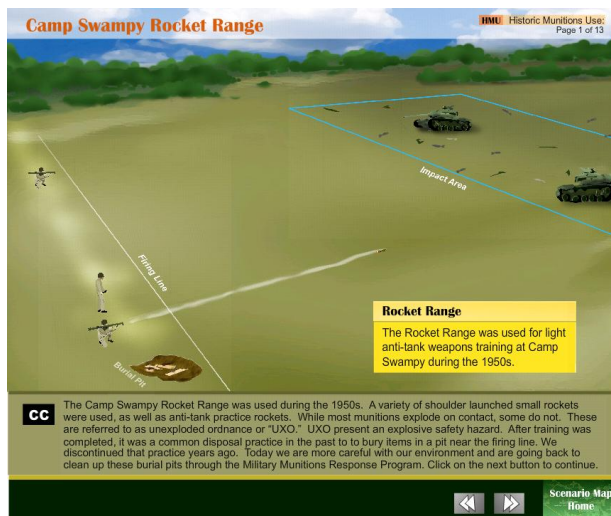 Camp Swampy Rocket Range
HMU Historic Munitions Use:
Page 1 of 13
Impact Area
Firing Line
Burial Pit
Rocket Range
The Rocket Range was used for light
anti-tank weapons training at Camp
Swampy during the 1950s.
CC
The Camp Swampy Rocket Range was used during the 1950s. A variety of shoulder launched small rockets
were used, as well as anti-tank practice rockets. While most munitions explode on contact, some do not. These
are referred to as unexploded ordnance or “UXO.” UXO present an explosive safety hazard. After training was
completed, it was a common disposal practice in the past to to bury items in a pit near the firing line. We
discontinued that practice years ago. Today we are more careful with our environment and are going back to
clean up these burial pits through the Military Munitions Response Program. Click on the next button to continue.
Scenario Map
Home